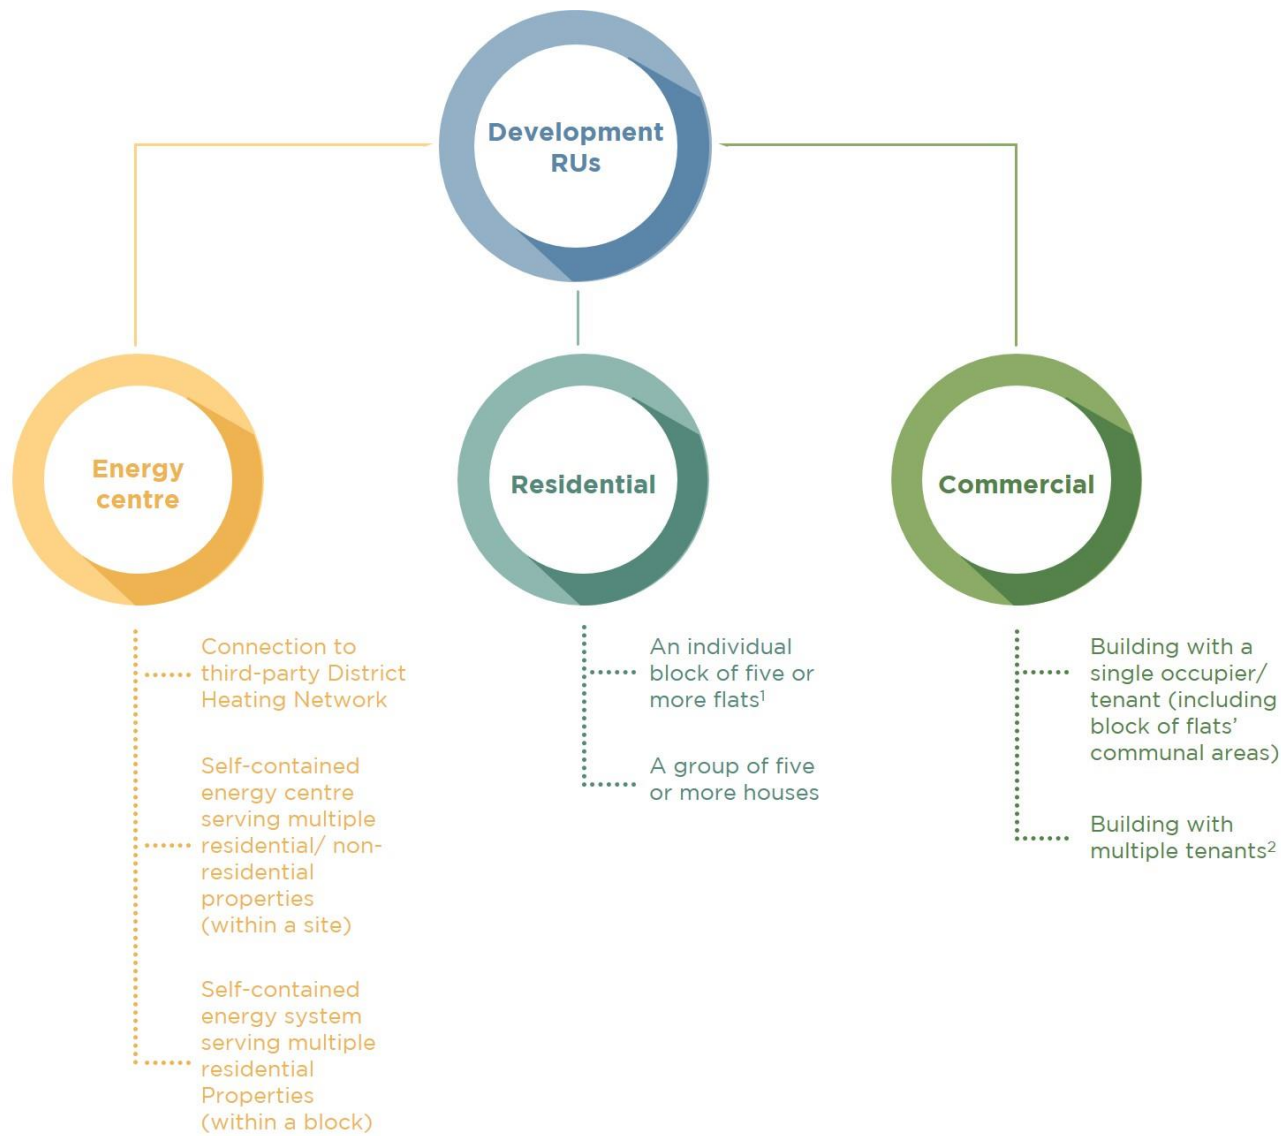 Development
RUs
Energy
centre
Connection to
third-party District
Heating Network
Self-contained
energy centre
serving multiple
residential/ non-
residential
properties
(within a site)
Self-contained
energy system
serving multiple
residential
Properties
(within a block)
Residential
An individual
block of five or
more flats¹
A group of five
or more houses
Commercial
Building with a
single occupier/
tenant (including
block of flats’
communal areas)
Building with
multiple tenants²